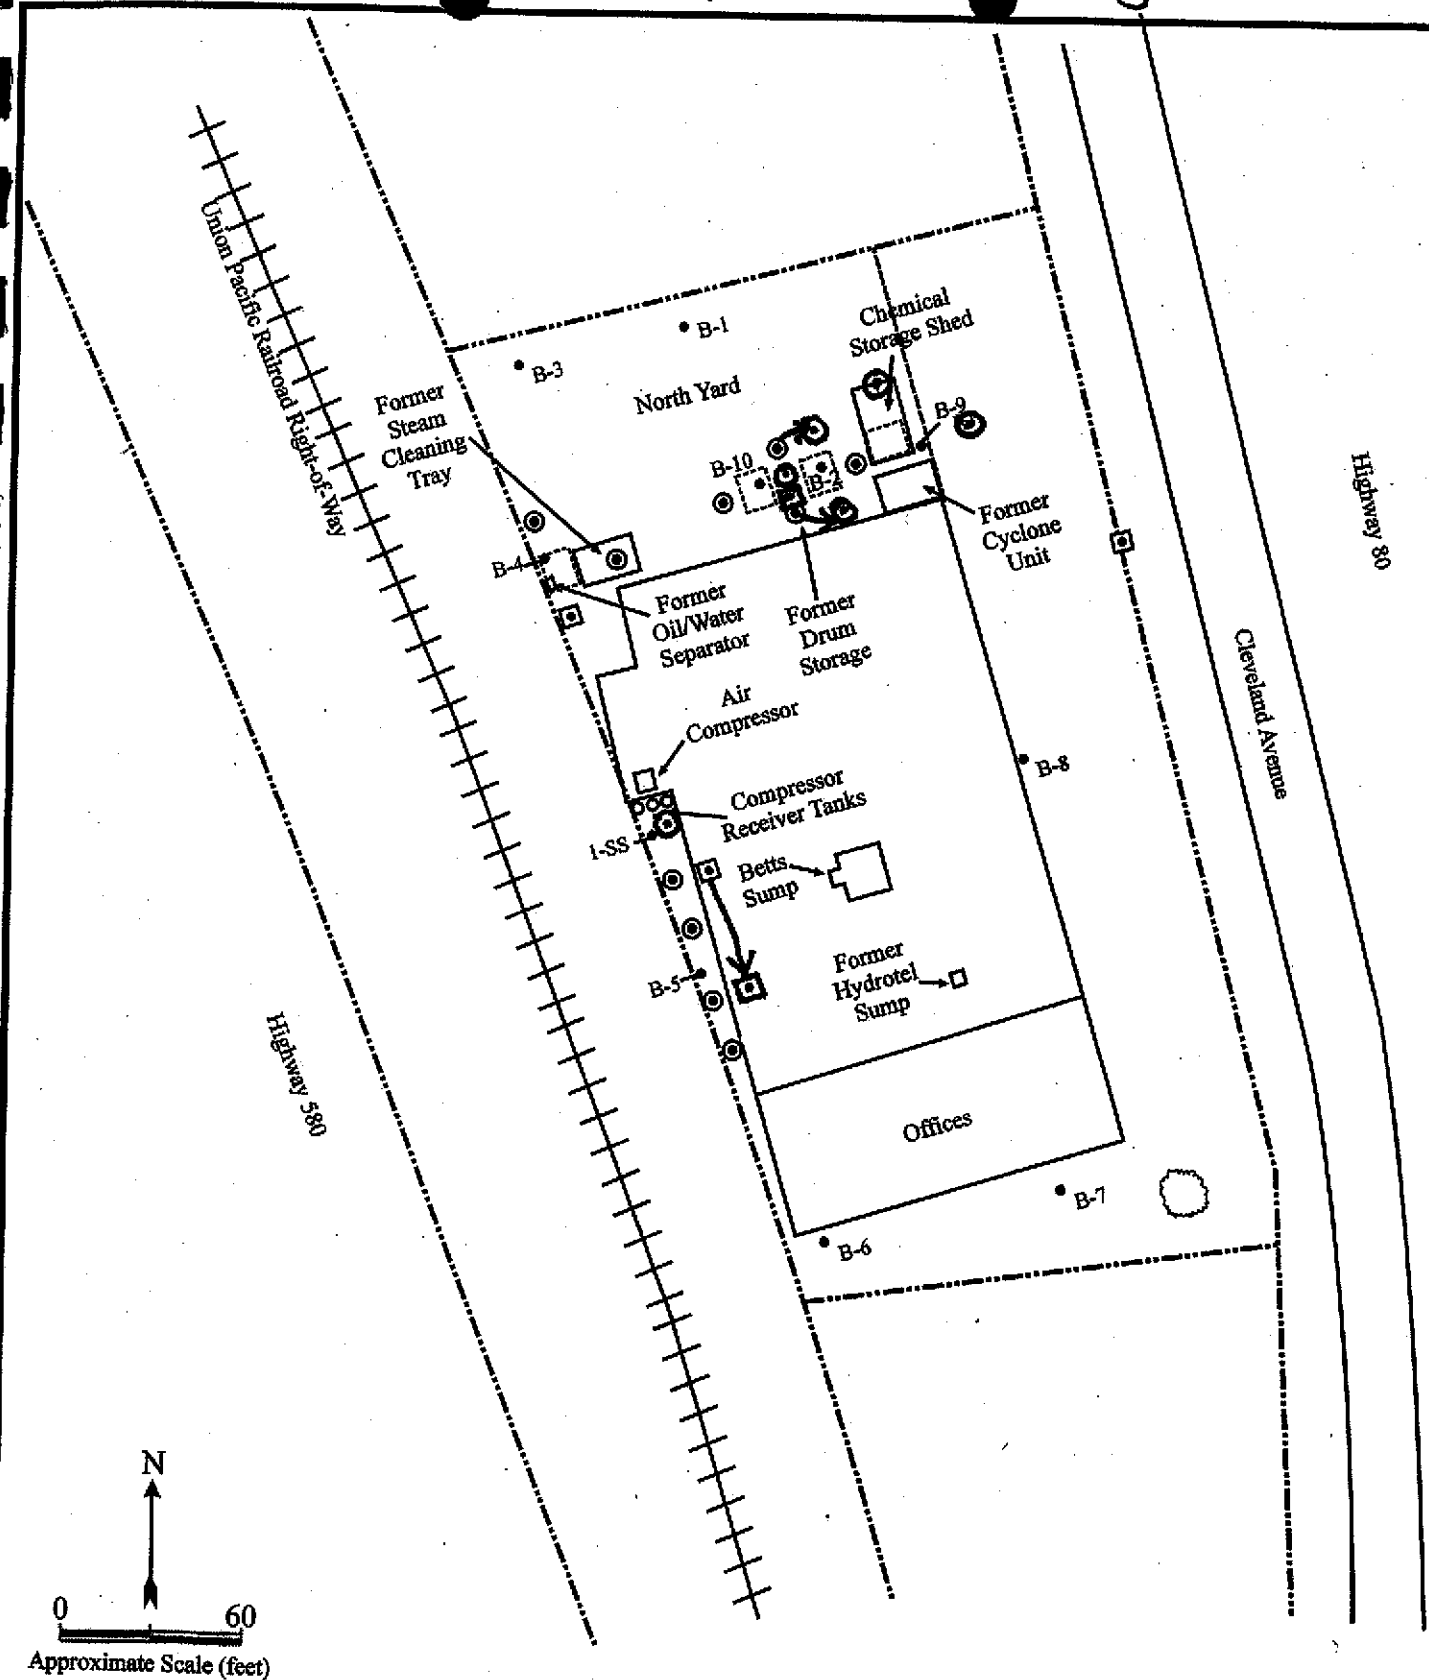 Union Pacific Railroad Right-of-Way
B-1
B-3
North Yard
Chemical
Storage Shed
B-9
Former
Steam
Cleaning
Tray
B-10
B-2
Former
Cyclone
Unit
Highway 80
B-4
Former
Oil/Water
Separator
Former
Drum
Storage
Cleveland Avenue
Air
Compressor
B-8
Compressor
Receiver Tanks
1-SS
Betts
Sump
B-5
Former
Hydrotel
Sump
Highway 580
Offices
B-7
B-6
N
0 60
Approximate Scale (feet)